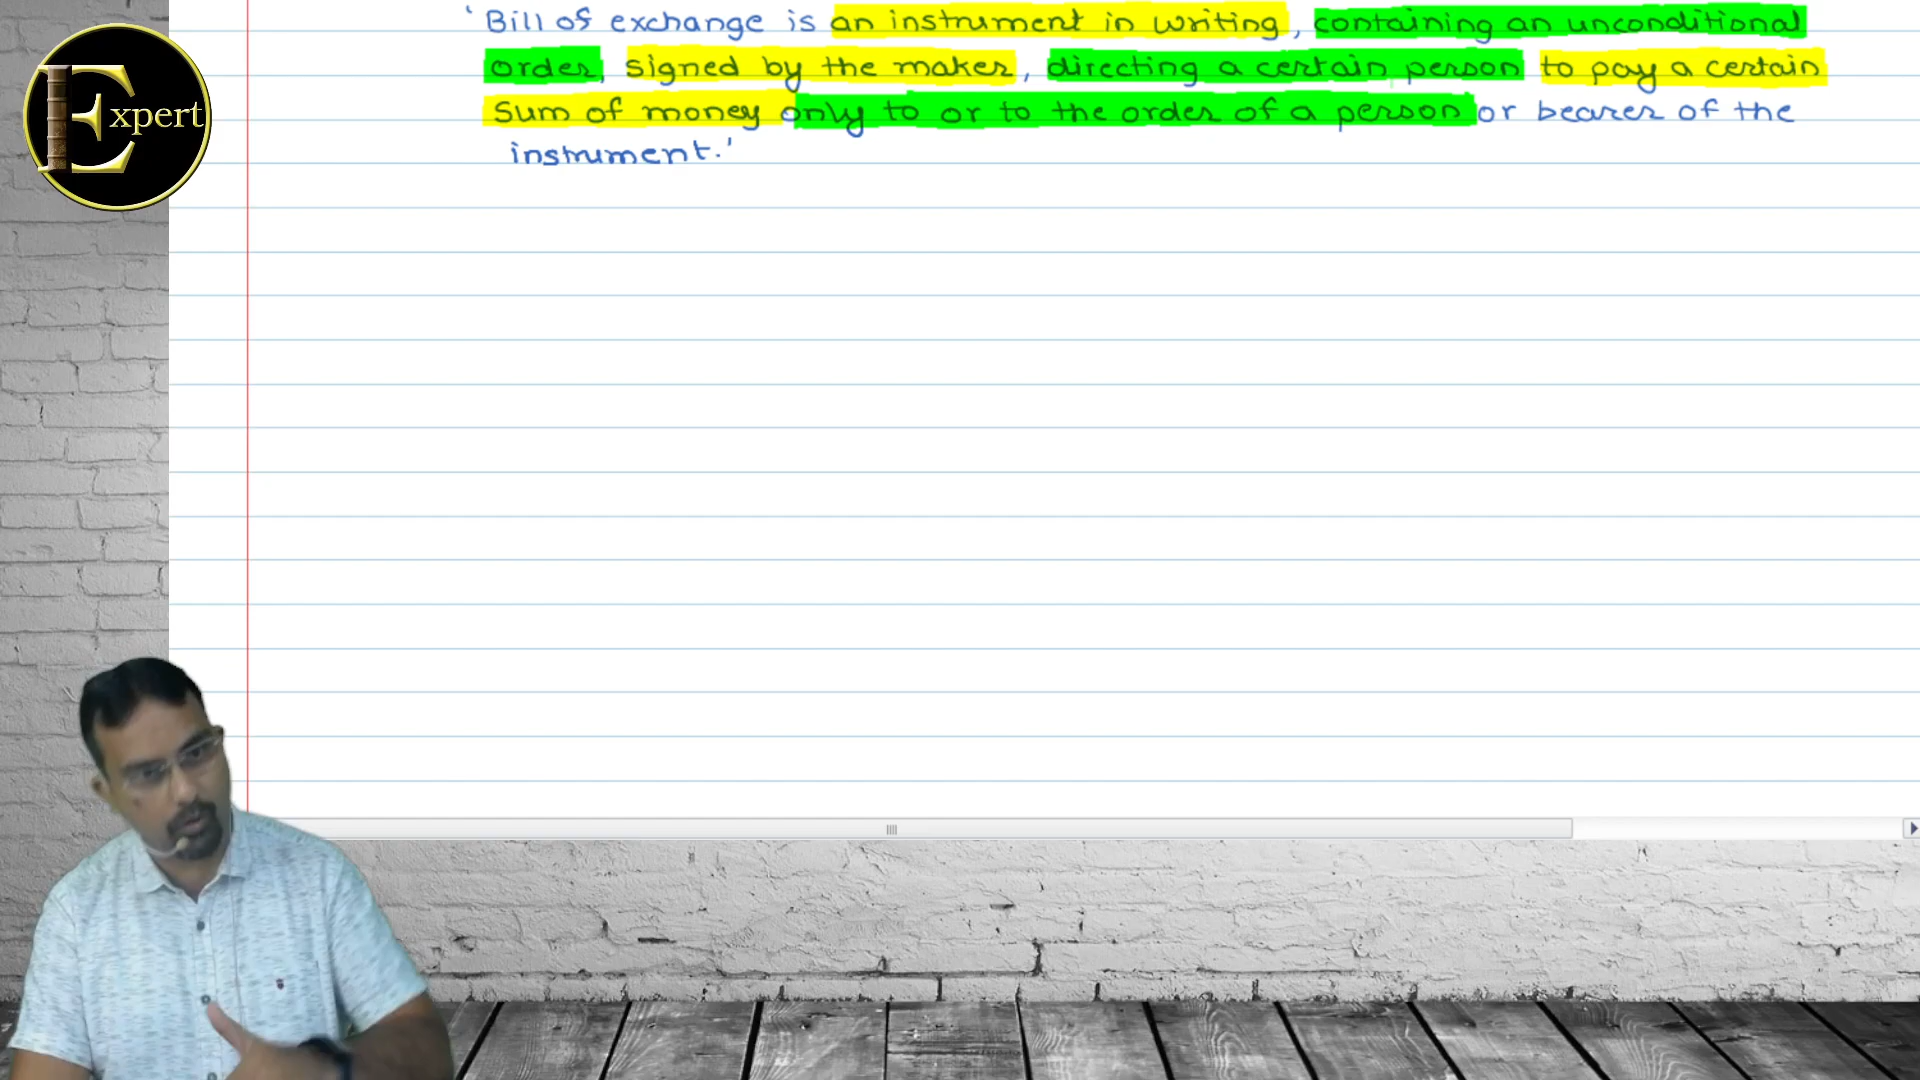 Expert
'Bill of exchange is an instrument in writing, containing an unconditional
order, signed by the maker, directing a certain person to pay a certain
Sum of money only to or to the order of a person or bearer of the
instrument.'